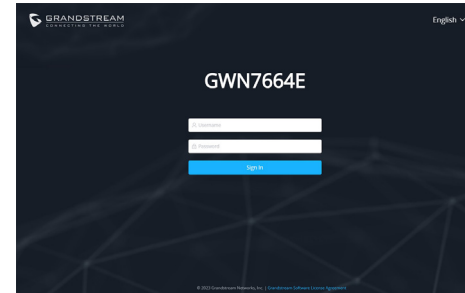 GRANDSTREAM
CONNECTING THE WORLD
English
GWN7664E
Username
Password
Sign In
© 2023 Grandstream Networks, Inc. | Grandstream Software License Agreement